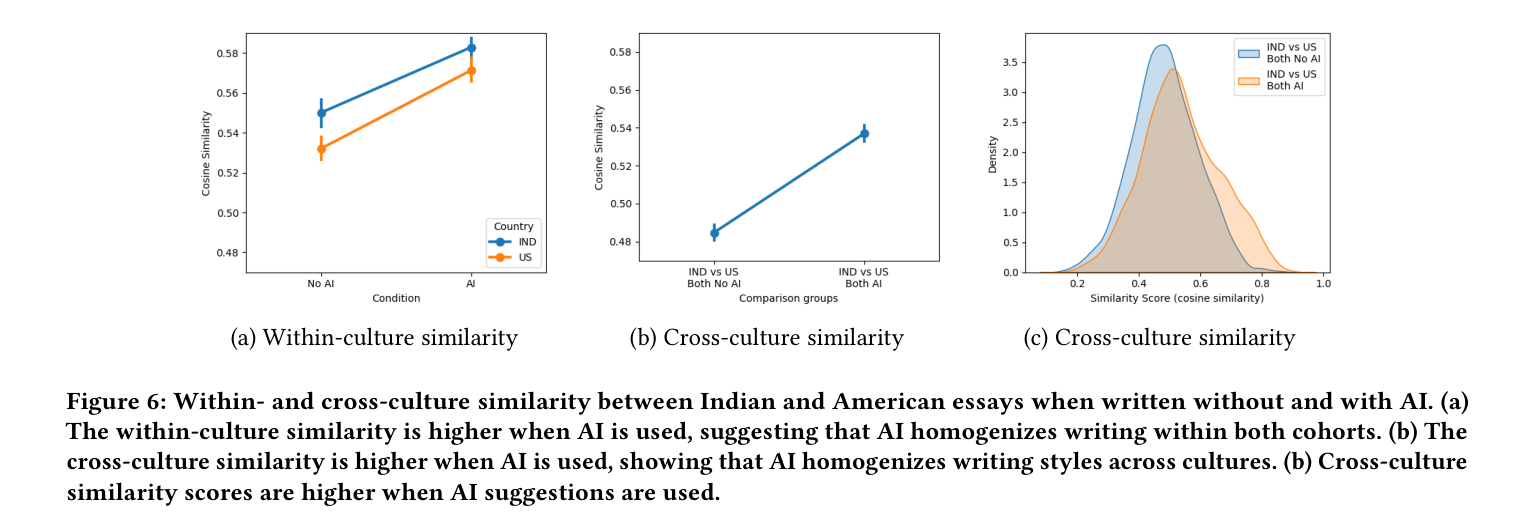 0.58
0.56
0.54
0.52
0.50
0.48
Cosine Similarity
Country
IND
US
No AI
AI
Condition
(a) Within-culture similarity
0.58
0.56
0.54
0.52
0.50
0.48
Cosine Similarity
IND vs US
Both No AI
IND vs US
Both AI
Comparison groups
(b) Cross-culture similarity
3.5
3.0
2.5
2.0
1.5
1.0
0.5
0.0
Density
IND vs US
Both No AI
IND vs US
Both AI
0.2
0.4
0.6
0.8
1.0
Similarity Score (cosine similarity)
(c) Cross-culture similarity
Figure 6: Within- and cross-culture similarity between Indian and American essays when written without and with AI. (a)
The within-culture similarity is higher when AI is used, suggesting that AI homogenizes writing within both cohorts. (b) The
cross-culture similarity is higher when AI is used, showing that AI homogenizes writing styles across cultures. (b) Cross-culture
similarity scores are higher when AI suggestions are used.